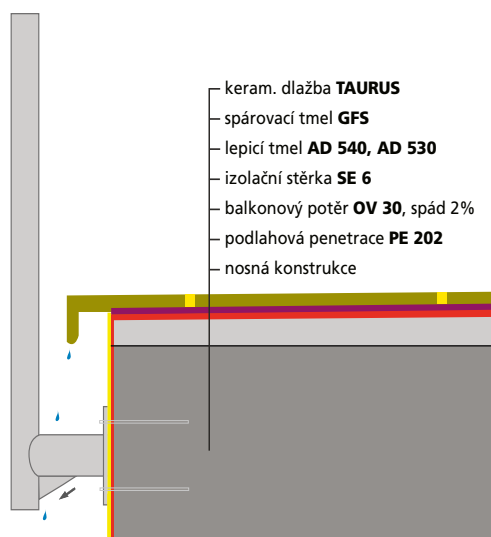 keram. dlažba TAURUS
spárovací tmel GFS
lepicí tmel AD 540, AD 530
izolační stěrka SE 6
balkonový potěr OV 30, spád 2%
podlahová penetrace PE 202
nosná konstrukce